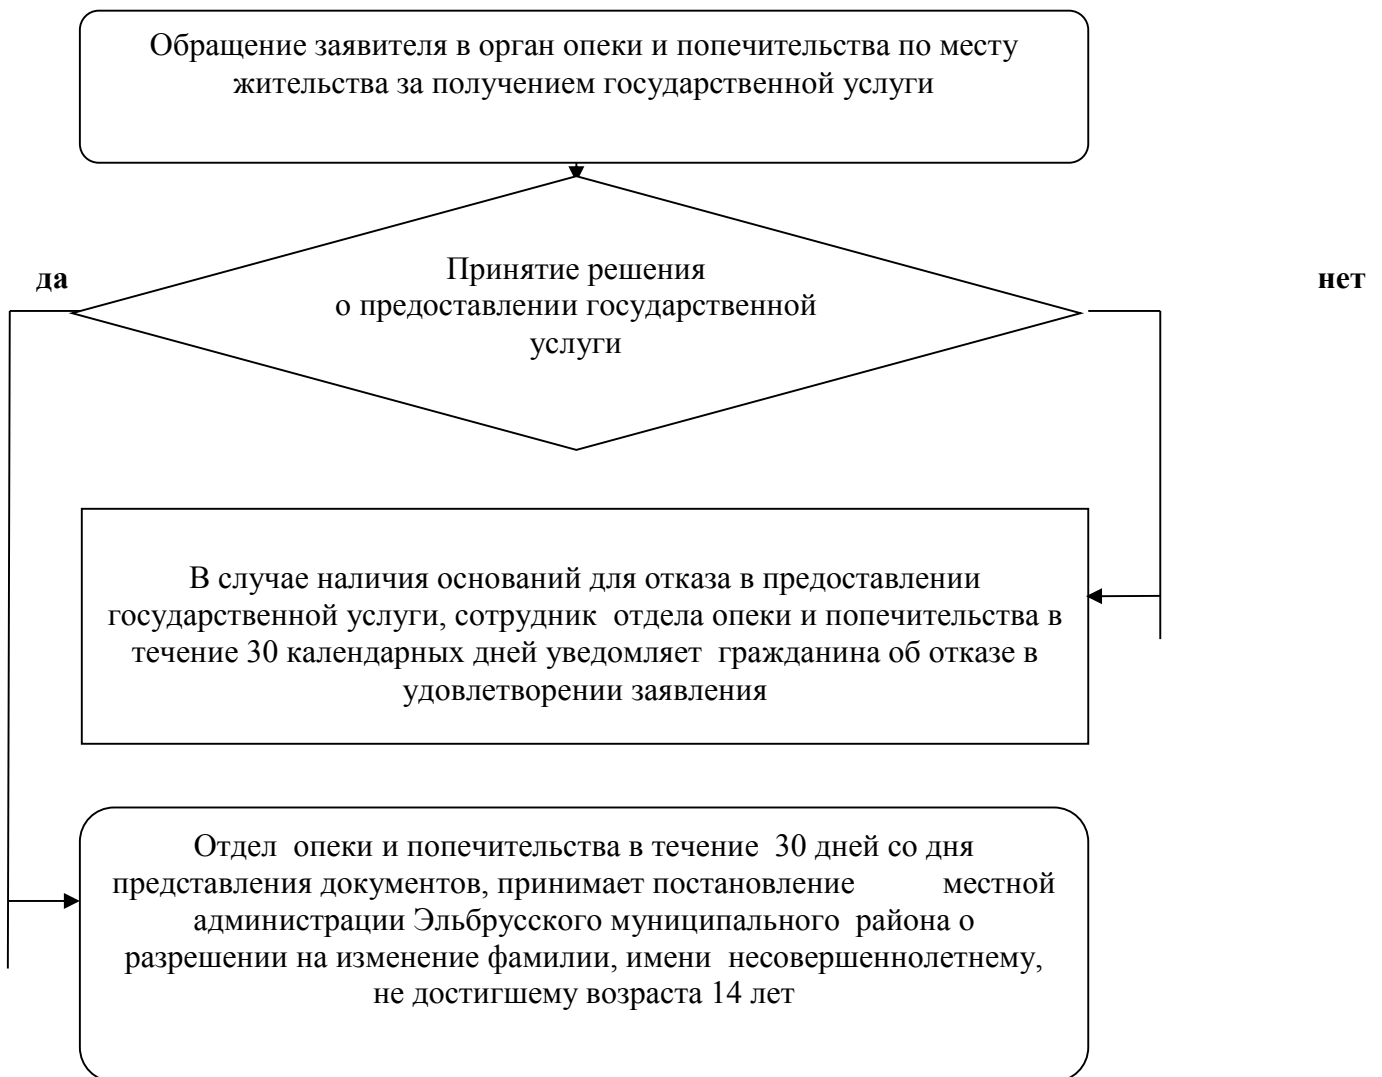 Обращение заявителя в орган опеки и попечительства по месту
жительства за получением государственной услуги
да
Принятие решения
о предоставлении государственной
услуги
нет
В случае наличия оснований для отказа в предоставлении
государственной услуги, сотрудник отдела опеки и попечительства в
течение 30 календарных дней уведомляет гражданина об отказе в
удовлетворении заявления
Отдел опеки и попечительства в течение 30 дней со дня
представления документов, принимает постановление местной
администрации Эльбрусского муниципального района о
разрешении на изменение фамилии, имени несовершеннолетнему,
не достигшему возраста 14 лет